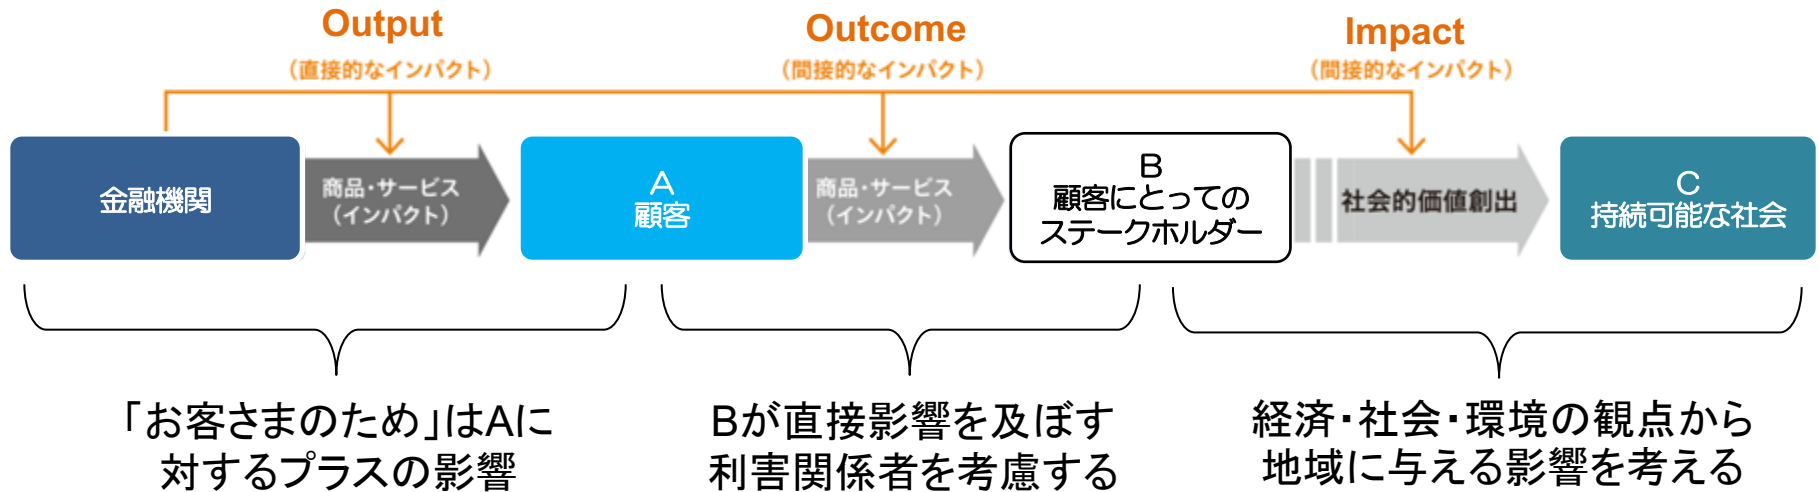 Output
（直接的なインパクト）
Outcome
（間接的なインパクト）
Impact
（間接的なインパクト）
金融機関
商品・サービス
（インパクト）
A
顧客
商品・サービス
（インパクト）
B
顧客にとっての
ステークホルダー
社会的価値創出
C
持続可能な社会
「お客さまのため」はAに
対するプラスの影響
Bが直接影響を及ぼす
利害関係者を考慮する
経済・社会・環境の観点から
地域に与える影響を考える